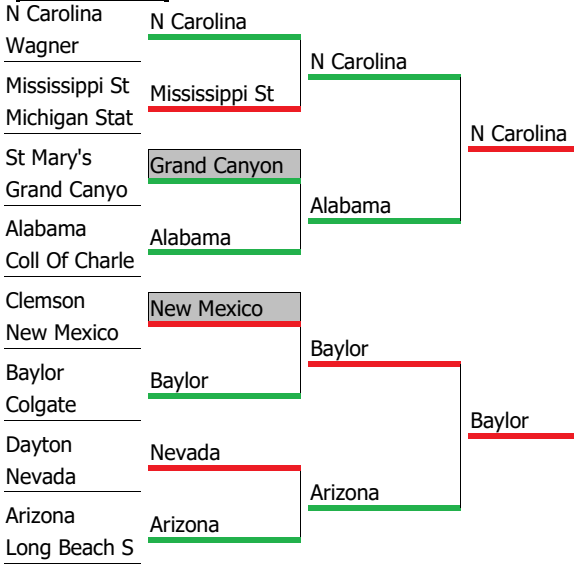 N Carolina
Wagner
Mississippi St
Michigan Stat
St Mary's
Grand Canyo
Alabama
Coll Of Charle
Clemson
New Mexico
Baylor
Colgate
Dayton
Nevada
Arizona
Long Beach S
N Carolina
Mississippi St
Grand Canyon
Alabama
New Mexico
Baylor
Nevada
Arizona
N Carolina
Alabama
Baylor
Arizona
N Carolina
Baylor